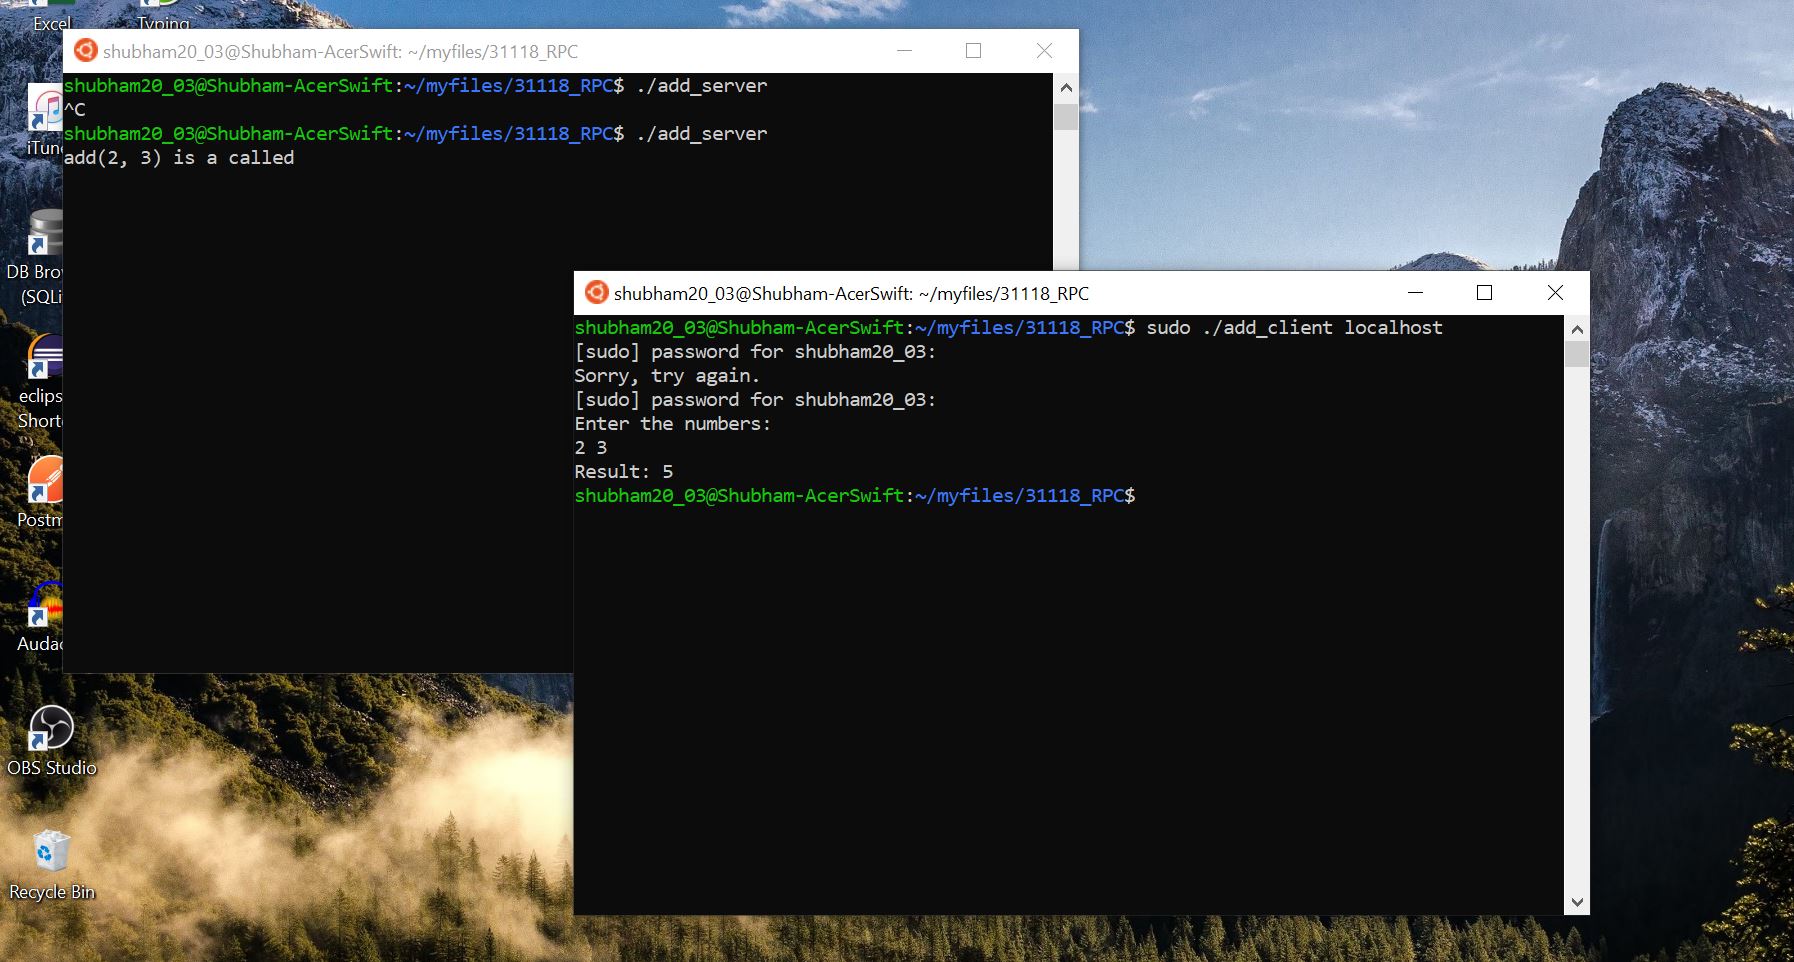 Excel
Typing
iTune
DB Bro
(SQLi
eclips
Short
Postm
Audac
OBS Studio
Recycle Bin
shubham20_03@Shubham-AcerSwift: ~/myfiles/31118_RPC
shubham20_03@Shubham-AcerSwift:~/myfiles/31118_RPC$ ./add_server
^C
shubham20_03@Shubham-AcerSwift:~/myfiles/31118_RPC$ ./add_server
add(2, 3) is a called
shubham20_03@Shubham-AcerSwift: ~/myfiles/31118_RPC
shubham20_03@Shubham-AcerSwift:~/myfiles/31118_RPC$ sudo ./add_client localhost
[sudo] password for shubham20_03:
Sorry, try again.
[sudo] password for shubham20_03:
Enter the numbers:
2 3
Result: 5
shubham20_03@Shubham-AcerSwift:~/myfiles/31118_RPC$